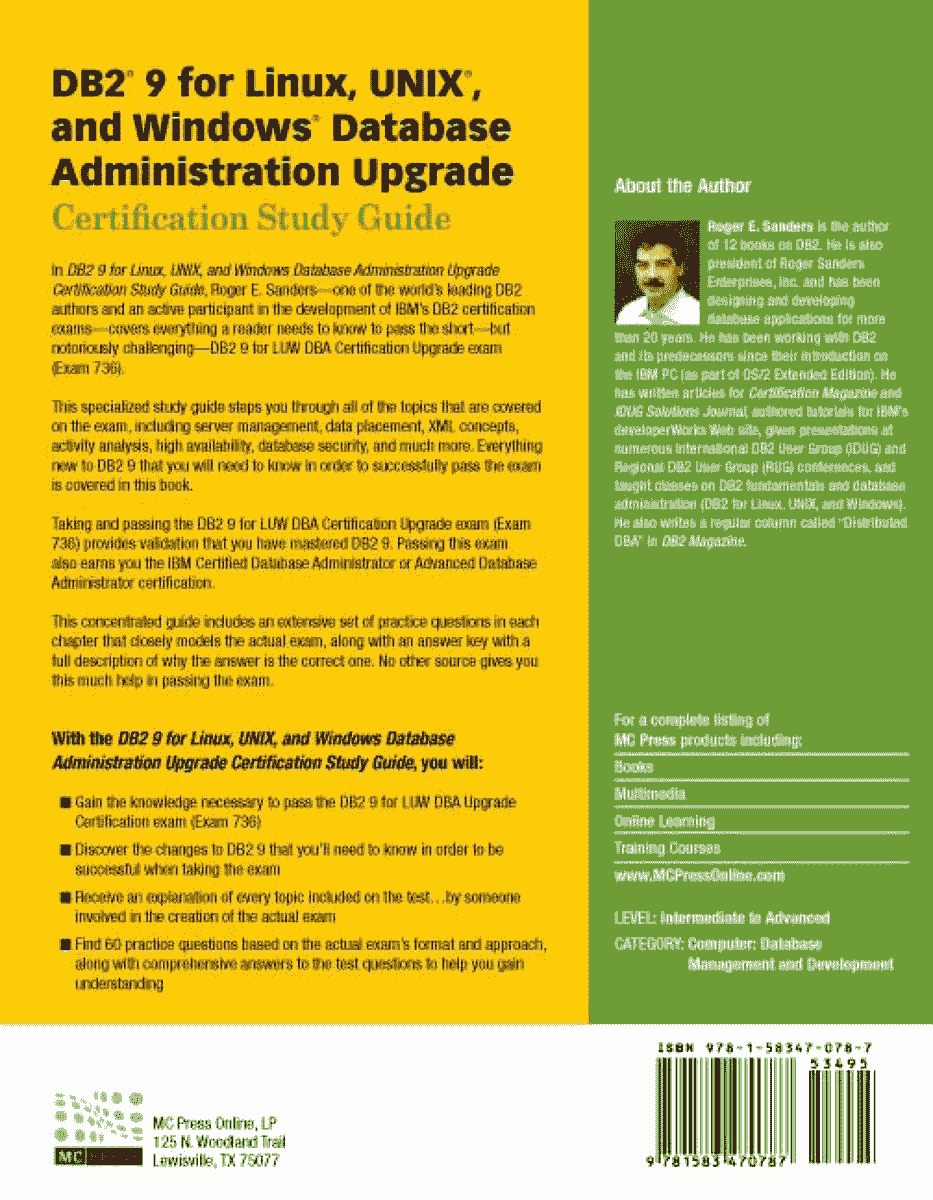 DB2® 9 for Linux, UNIX®,
and Windows® Database
Administration Upgrade
Certification Study Guide
In DB2 9 for Linux, UNIX, and Windows Database Administration Upgrade
Certification Study Guide, Roger E. Sanders—one of the world's leading DB2
authors and an active participant in the development of IBM's DB2 certification
exams—covers everything a reader needs to know to pass the short—but
notoriously challenging—DB2 9 for LUW DBA Certification Upgrade exam
(Exam 736).
This specialized study guide steps you through all of the topics that are covered
on the exam, including server management, data placement, XML concepts,
activity analysis, high availability, database security, and much more. Everything
new to DB2 9 that you will need to know in order to successfully pass the exam
is covered in this book.
Taking and passing the DB2 9 for LUW DBA Certification Upgrade exam (Exam
736) provides validation that you have mastered DB2 9. Passing this exam
also earns you the IBM Certified Database Administrator or Advanced Database
Administrator certification.
This concentrated guide includes an extensive set of practice questions in each
chapter that closely models the actual exam, along with an answer key with a
full description of why the answer is the correct one. No other source gives you
this much help in passing the exam.
With the DB2 9 for Linux, UNIX, and Windows Database
Administration Upgrade Certification Study Guide, you will:
■ Gain the knowledge necessary to pass the DB2 9 for LUW DBA Upgrade
Certification exam (Exam 736)
■ Discover the changes to DB2 9 that you'll need to know in order to be
successful when taking the exam
■ Receive an explanation of every topic included on the test…by someone
involved in the creation of the actual exam
■ Find 60 practice questions based on the actual exam's format and approach,
along with comprehensive answers to the test questions to help you gain
understanding
About the Author
Roger E. Sanders is the author
of 12 books on DB2. He is also
president of Roger Sanders
Enterprises, Inc. and has been
designing and developing
database applications for more
than 20 years. He has been working with DB2
and its predecessors since their introduction on
the IBM PC (as part of OS/2 Extended Edition). He
has written articles for Certification Magazine and
IDUG Solutions Journal, authored tutorials for IBM's
developerWorks Web site, given presentations at
numerous International DB2 User Group (IDUG) and
Regional DB2 User Group (RUG) conferences, and
taught classes on DB2 fundamentals and database
administration (DB2 for Linux, UNIX, and Windows).
He also writes a regular column called "Distributed
DBA" in DB2 Magazine.
For a complete listing of
MC Press products including:
Books
Multimedia
Online Learning
Training Courses
www.MCPressOnline.com
LEVEL: Intermediate to Advanced
CATEGORY: Computer: Database
Management and Development
MC
MC Press Online, LP
125 N. Woodland Trail
Lewisville, TX 75077
ISBN 978-1-58347-078-7
53495
9 781583 470787